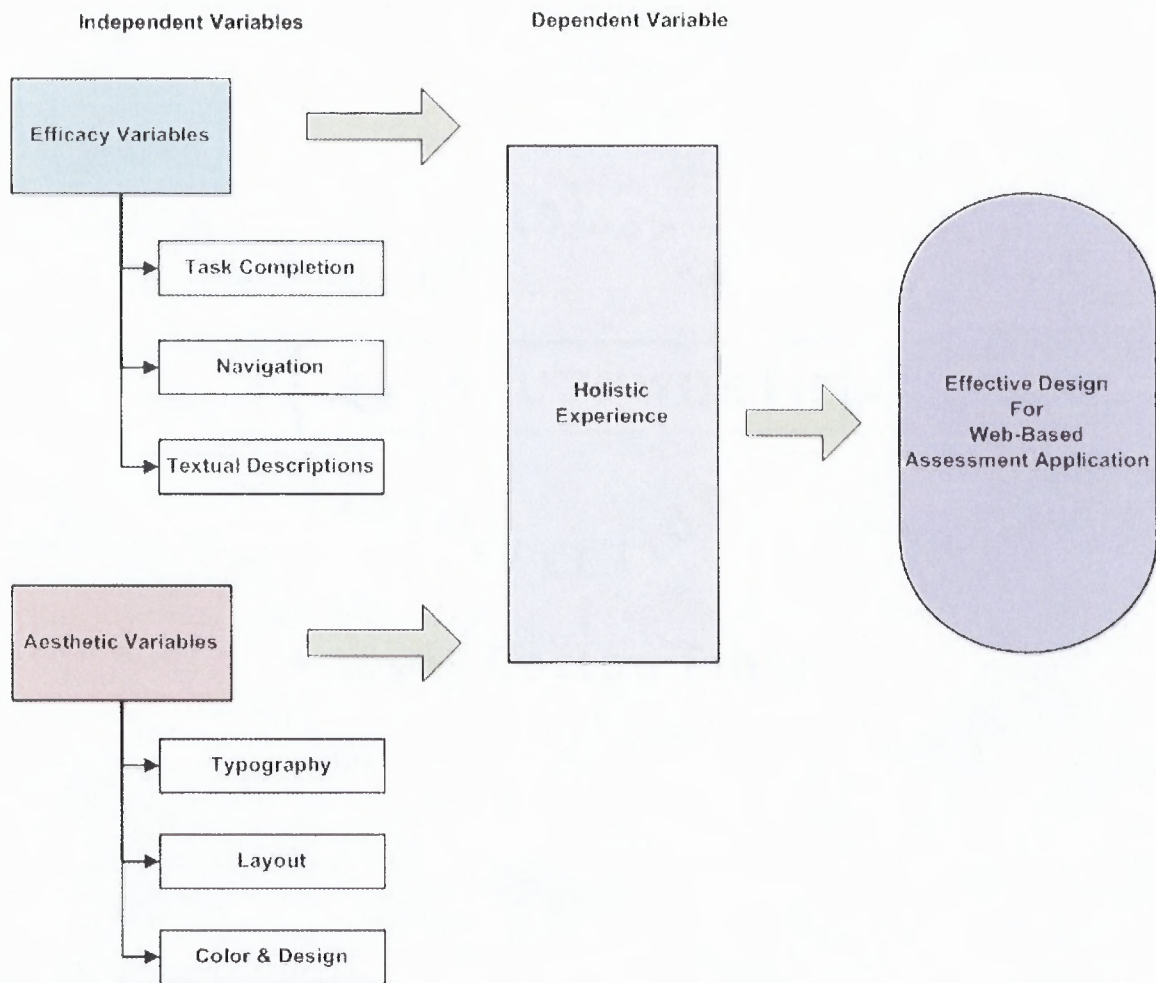 Independent Variables
Dependent Variable
Efficacy Variables
Task Completion
Navigation
Textual Descriptions
Aesthetic Variables
Typography
Layout
Color & Design
Holistic
Experience
Effective Design
For
Web-Based
Assessment Application